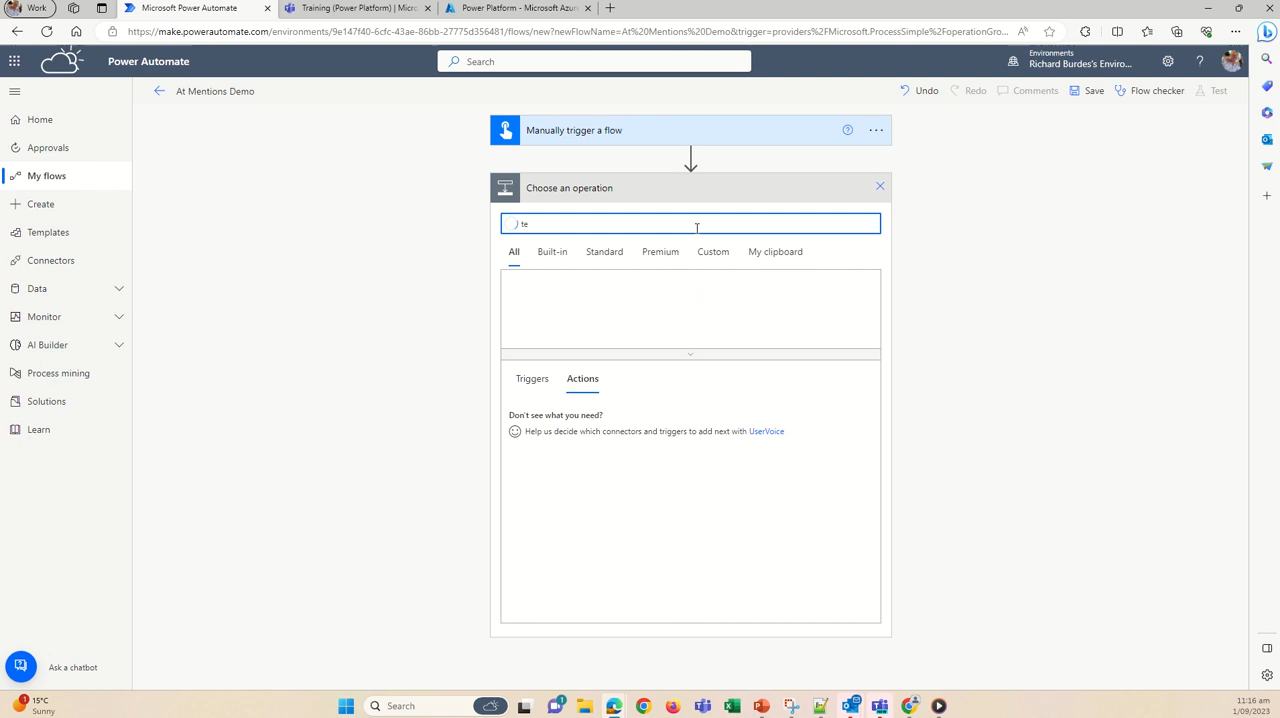 Work
Microsoft Power Automate
Training (Power Platform) | Micros
Power Platform - Microsoft Azure
https://make.powerautomate.com/environments/9e147f40-6cfc-43ae-86bb-27775d356481/flows/new?newFlowName=At%20Mentions%20Demo&trigger=providers%2FMicrosoft.ProcessSimple%2FoperationGro...
Power Automate
Search
Environments
Richard Burdes's Enviro...
At Mentions Demo
Undo
Redo
Comments
Save
Flow checker
Test
Home
Approvals
My flows
Create
Templates
Connectors
Data
Monitor
AI Builder
Process mining
Solutions
Learn
Ask a chatbot
Manually trigger a flow
Choose an operation
te
All Built-in Standard Premium Custom My clipboard
Triggers Actions
Don't see what you need?
Help us decide which connectors and triggers to add next with UserVoice
1
15°C
Sunny
Search
1
11:16 am
1/09/2023